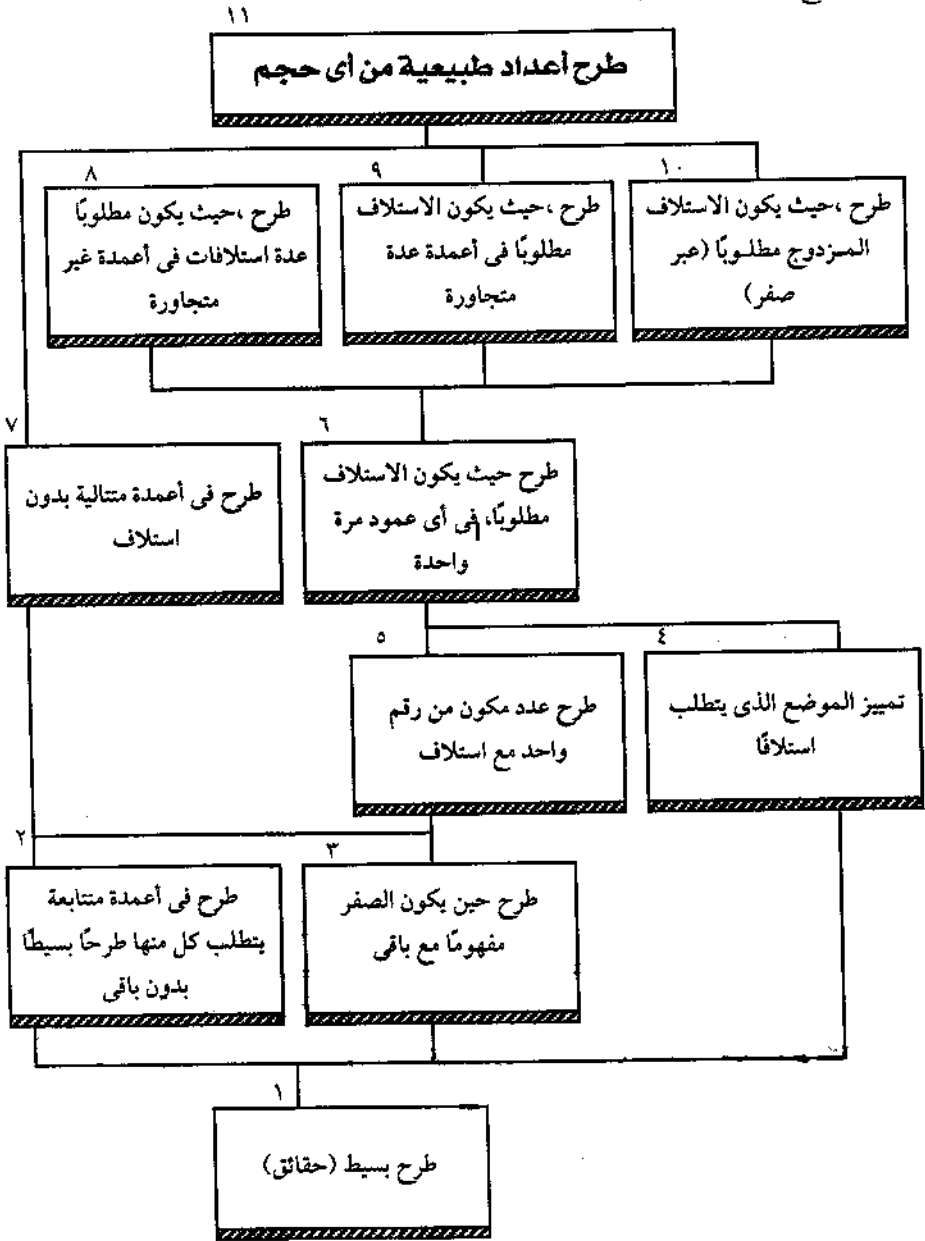 ١١
طرح أعداد طبيعية من أى حجم
١٠
طرح ،حيث يكون الاستلاف
المزدوج مطلوبًا (عبر
صفر)
٩
طرح ،حيث يكون الاستلاف
مطلوبًا فى أعمدة عدة
متجاورة
٨
طرح ،حيث يكون مطلوبًا
عدة استلافات فى أعمدة غير
متجاورة
٦
طرح حيث يكون الاستلاف
مطلوبًا، فى أى عمود مرة
واحدة
٧
طرح فى أعمدة متتالية بدون
استلاف
٤
تمييز الموضع الذى يتطلب
استلافًا
٥
طرح عدد مكون من رقم
واحد مع استلاف
٣
طرح حين يكون الصفر
مفهومًا مع باقى
٢
طرح فى أعمدة متتابعة
يتطلب كل منها طرحًا بسيطًا
بدون باقى
١
طرح بسيط (حقائق)